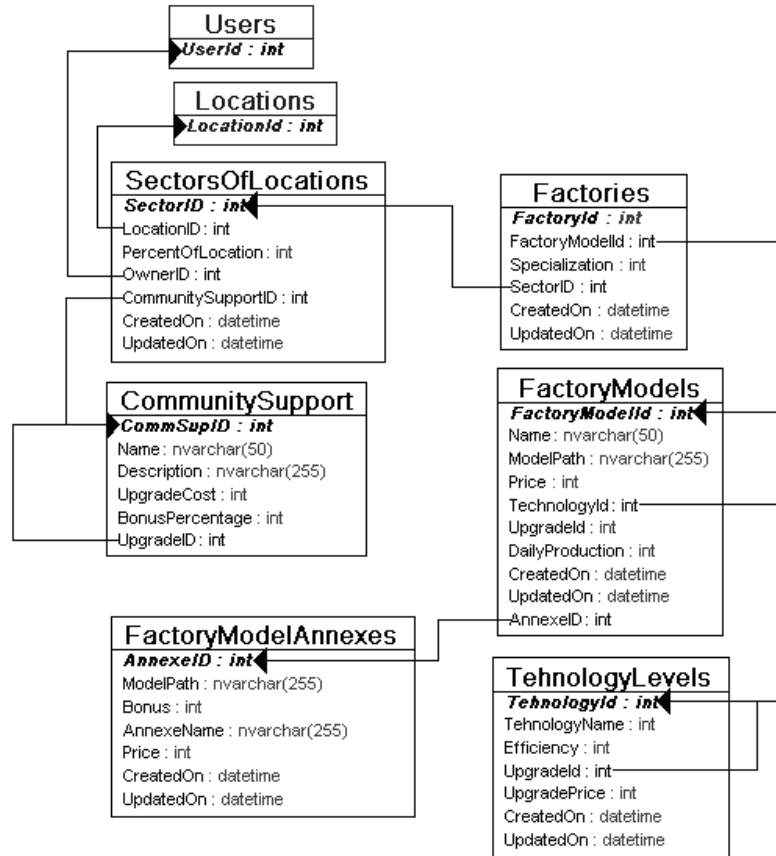 Users
UserId : int
Locations
LocationId : int
SectorsOfLocations
SectorID : int
LocationID : int
PercentOfLocation : int
OwnerID : int
CommunitySupportID : int
CreatedOn : datetime
UpdatedOn : datetime
Factories
FactoryId : int
FactoryModelId : int
Specialization : int
SectorID : int
CreatedOn : datetime
UpdatedOn : datetime
CommunitySupport
CommSupID : int
Name : nvarchar(50)
Description : nvarchar(255)
UpgradeCost : int
BonusPercentage : int
UpgradeID : int
FactoryModels
FactoryModelId : int
Name : nvarchar(50)
ModelPath : nvarchar(255)
Price : int
TechnologyId : int
UpgradeId : int
DailyProduction : int
CreatedOn : datetime
UpdatedOn : datetime
AnnexeID : int
FactoryModelAnnexes
AnnexeID : int
ModelPath : nvarchar(255)
Bonus : int
AnnexeName : nvarchar(255)
Price : int
CreatedOn : datetime
UpdatedOn : datetime
TehnologyLevels
TehnologyId : int
TehnologyName : int
Efficiency : int
UpgradeId : int
UpgradePrice : int
CreatedOn : datetime
UpdatedOn : datetime